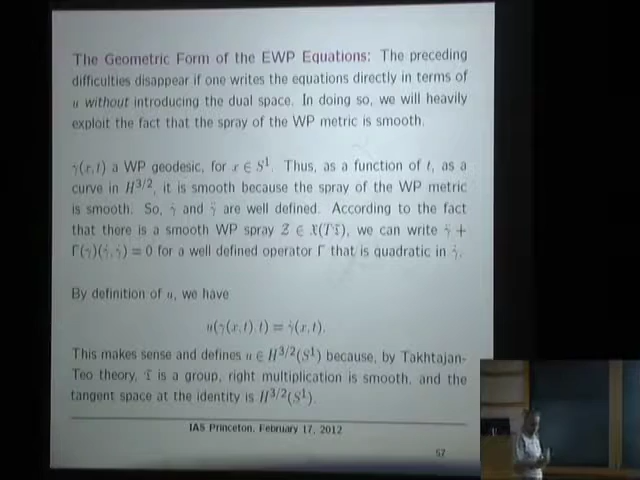 The Geometric Form of the EWP Equations: The preceding
difficulties disappear if one writes the equations directly in terms of
u without introducing the dual space. In doing so, we will heavily
exploit the fact that the spray of the WP metric is smooth.
γ(x, t) a WP geodesic, for x ∈ S¹. Thus, as a function of t, as a
curve in H^{3/2}, it is smooth because the spray of the WP metric
is smooth. So, γ̇ and γ̈ are well defined. According to the fact
that there is a smooth WP spray Z ∈ 𝔛(T𝔗), we can write γ̈ +
Γ(γ)(γ̇, γ̇) = 0 for a well defined operator Γ that is quadratic in γ̇.
By definition of u, we have
u(γ(x, t), t) = γ̇(x, t).
This makes sense and defines u ∈ H^{3/2}(S¹) because, by Takhtajan-
Teo theory, 𝔗 is a group, right multiplication is smooth, and the
tangent space at the identity is H^{3/2}(S¹).
IAS Princeton, February 17, 2012
57